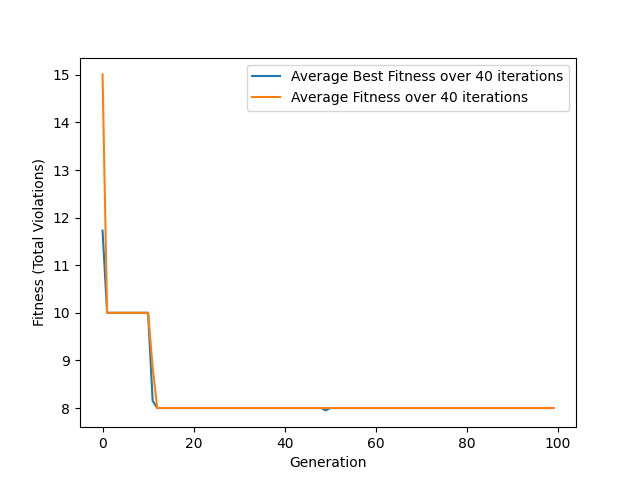 Average Best Fitness over 40 iterations
Average Fitness over 40 iterations
15
14
13
12
11
10
9
8
Fitness (Total Violations)
0 20 40 60 80 100
Generation